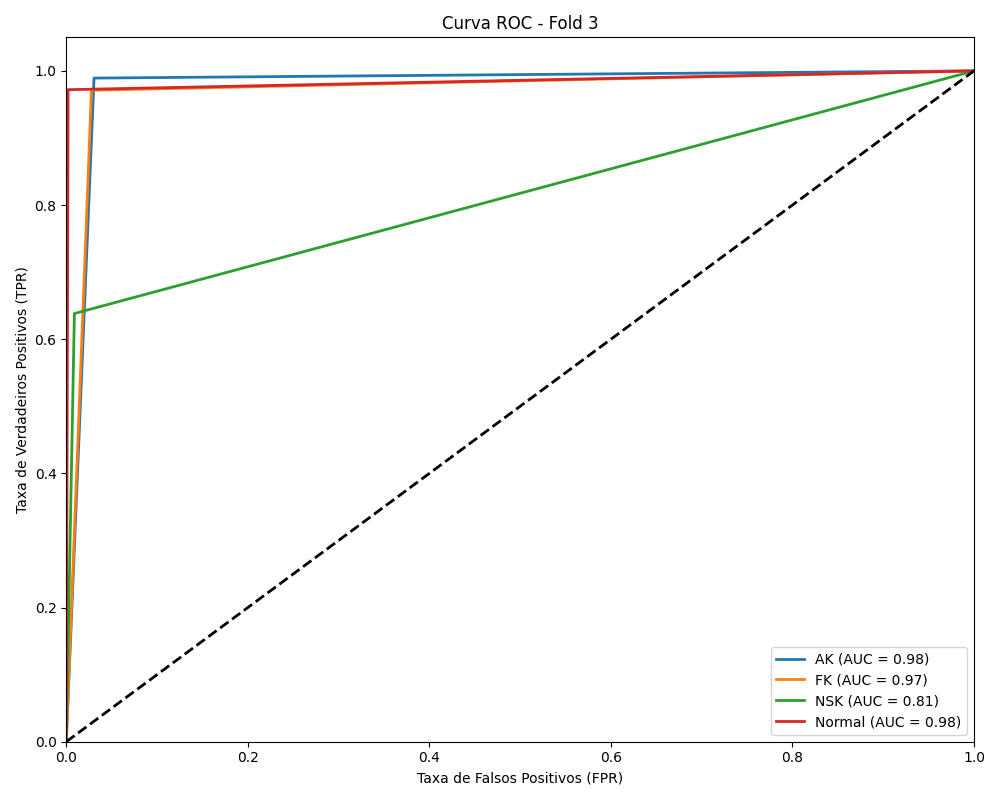 Curva ROC - Fold 3
Taxa de Verdadeiros Positivos (TPR)
1.0
0.8
0.6
0.4
0.2
0.0
0.0 0.2 0.4 0.6 0.8 1.0
Taxa de Falsos Positivos (FPR)
AK (AUC = 0.98)
FK (AUC = 0.97)
NSK (AUC = 0.81)
Normal (AUC = 0.98)